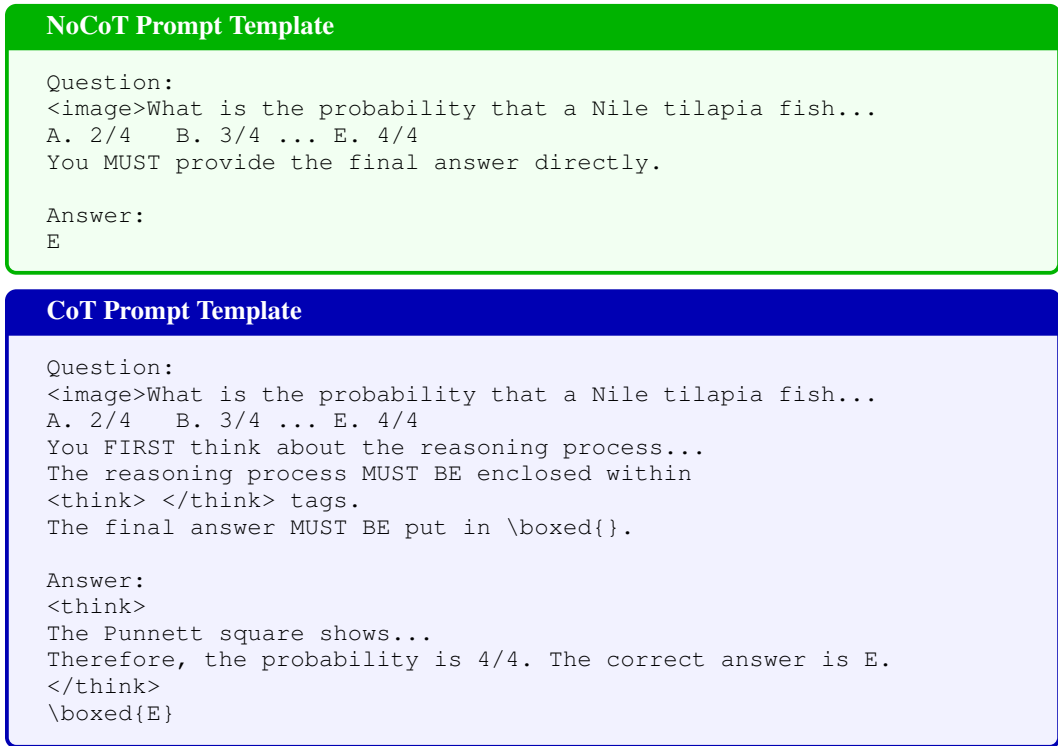 NoCoT Prompt Template
Question:
<image>What is the probability that a Nile tilapia fish...
A. 2/4   B. 3/4 ... E. 4/4
You MUST provide the final answer directly.
Answer:
E
CoT Prompt Template
Question:
<image>What is the probability that a Nile tilapia fish...
A. 2/4   B. 3/4 ... E. 4/4
You FIRST think about the reasoning process...
The reasoning process MUST BE enclosed within
<think> </think> tags.
The final answer MUST BE put in \boxed{}.
Answer:
<think>
The Punnett square shows...
Therefore, the probability is 4/4. The correct answer is E.
</think>
\boxed{E}